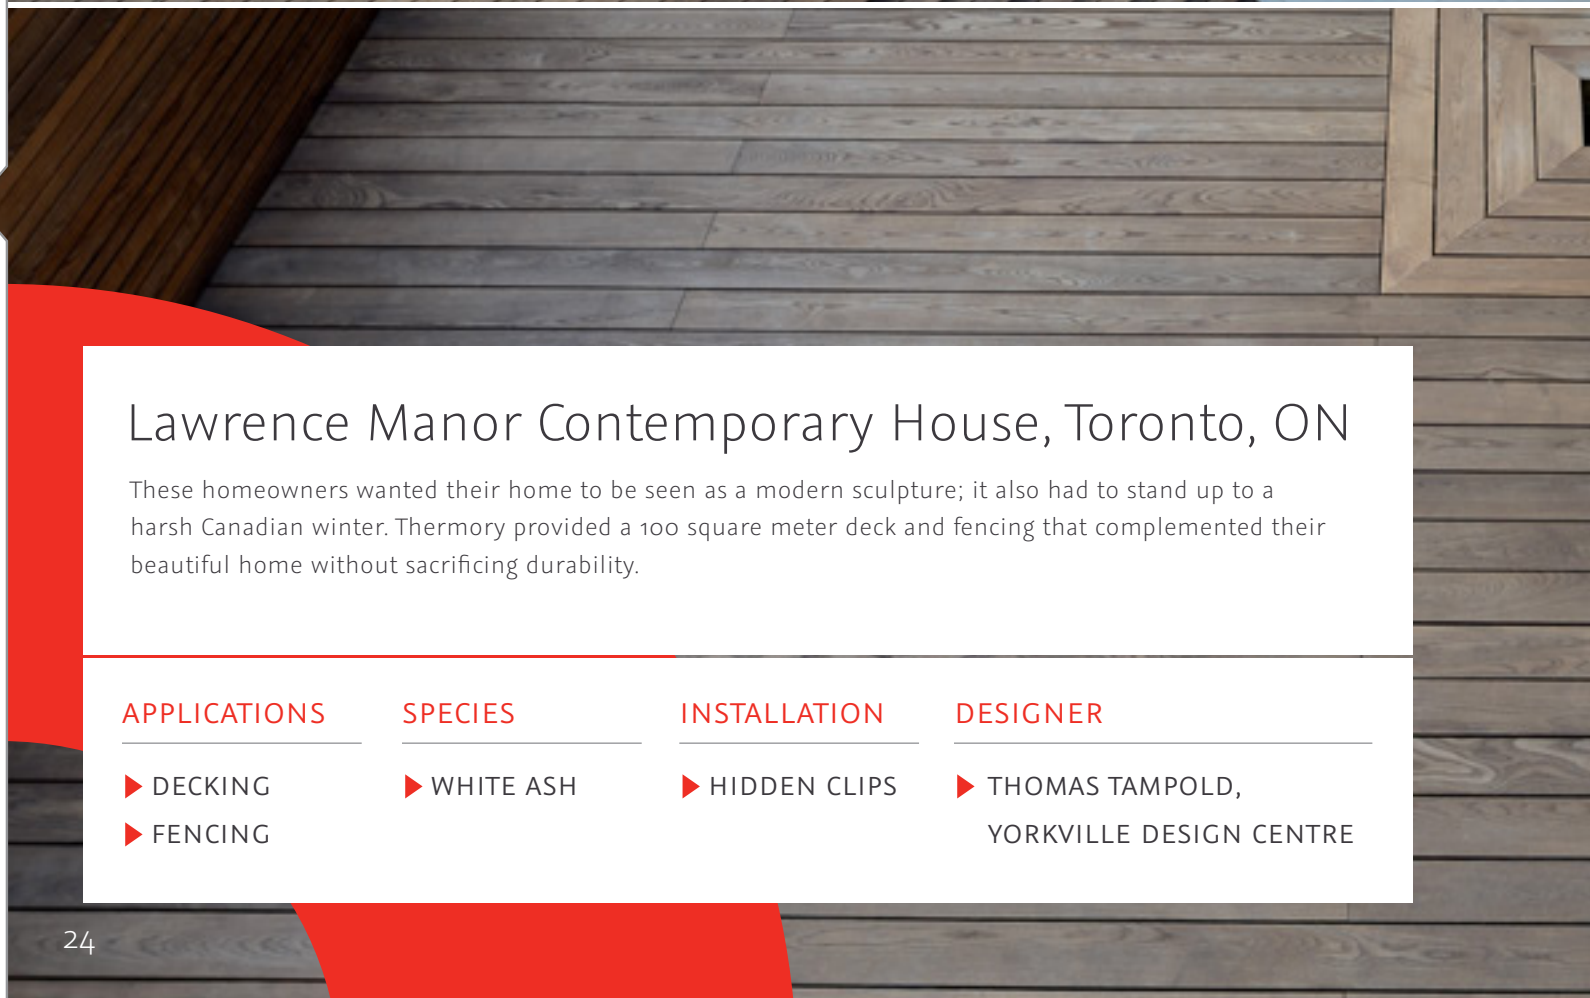 Lawrence Manor Contemporary House, Toronto, ON
These homeowners wanted their home to be seen as a modern sculpture; it also had to stand up to a
harsh Canadian winter. Thermory provided a 100 square meter deck and fencing that complemented their
beautiful home without sacrificing durability.
APPLICATIONS
DECKING
FENCING
SPECIES
WHITE ASH
INSTALLATION
HIDDEN CLIPS
DESIGNER
THOMAS TAMPOLD,
YORKVILLE DESIGN CENTRE
24